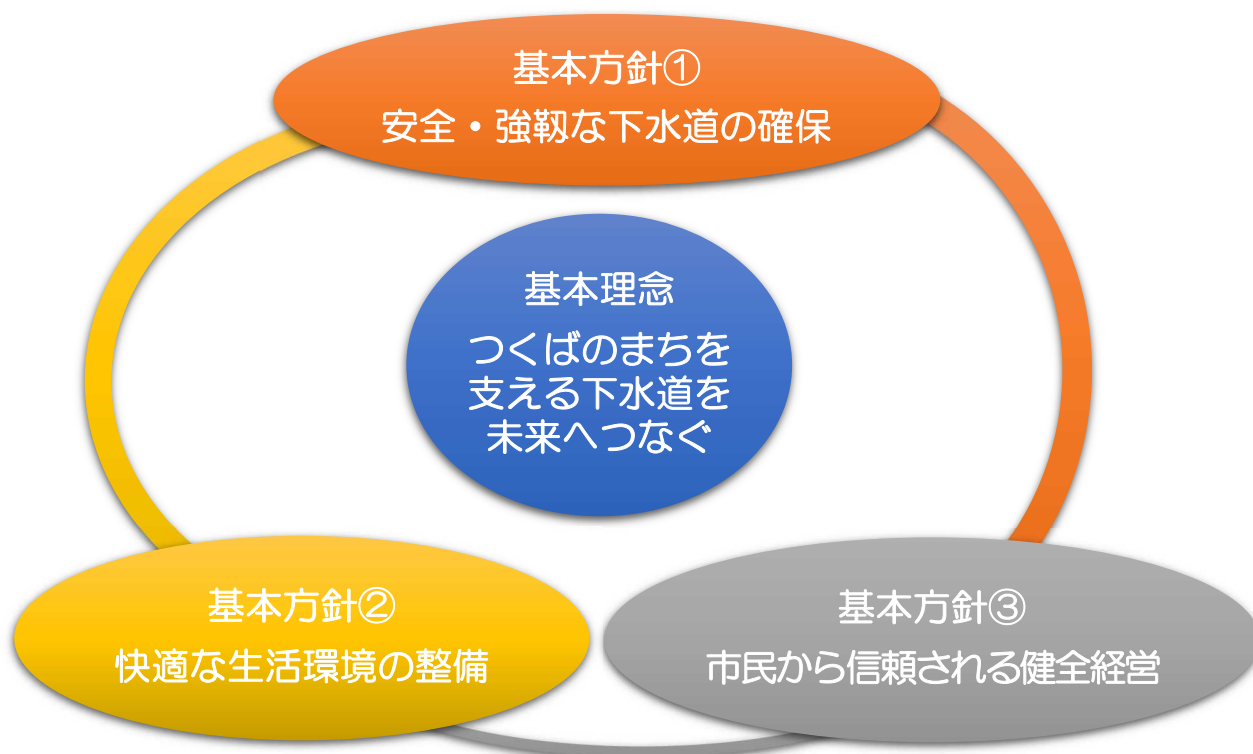 基本方針①
安全・強靱な下水道の確保
基本理念
つくばのまちを
支える下水道を
未来へつなぐ
基本方針②
快適な生活環境の整備
基本方針③
市民から信頼される健全経営